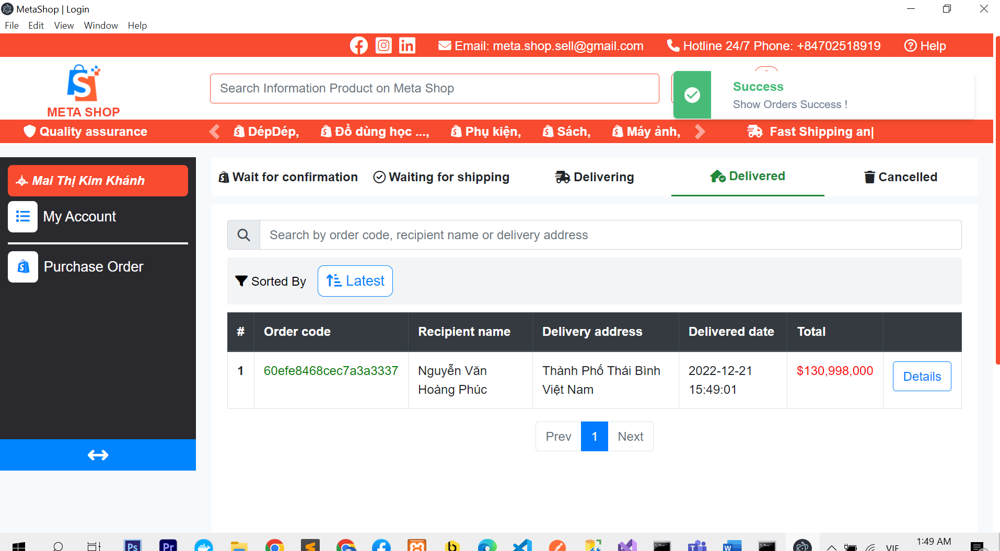 MetaShop | Login
File Edit View Window Help
Email: meta.shop.sell@gmail.com Hotline 24/7 Phone: +84702518919 Help
META SHOP
Search Information Product on Meta Shop
Success
Show Orders Success !
Quality assurance DépDép, Đồ dùng học ..., Phụ kiện, Sách, Máy ảnh, Fast Shipping an|
Mai Thị Kim Khánh
My Account
Purchase Order
Wait for confirmation Waiting for shipping Delivering Delivered Cancelled
Search by order code, recipient name or delivery address
Sorted By Latest
# Order code Recipient name Delivery address Delivered date Total
1 60efe8468cec7a3a3337 Nguyễn Văn Thành Phố Thái Bình 2022-12-21 $130,998,000 Details
Hoàng Phúc Việt Nam 15:49:01
Prev 1 Next
Ps Pr VIE 1:49 AM